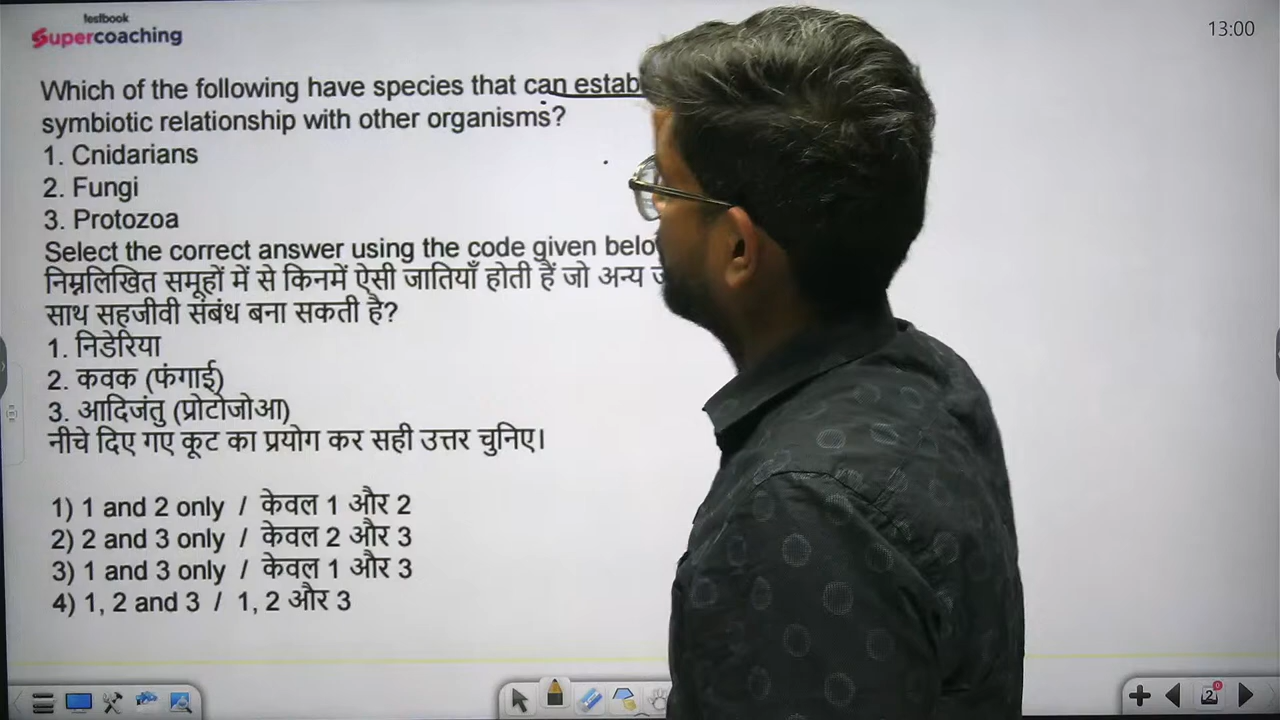 testbook
Supercoaching
13:00
Which of the following have species that can estab
symbiotic relationship with other organisms?
1. Cnidarians
2. Fungi
3. Protozoa
Select the correct answer using the code given belo
निम्नलिखित समूहों में से किनमें ऐसी जातियाँ होती हैं जो अन्य
साथ सहजीवी संबंध बना सकती है?
1. निडेरिया
2. कवक (फंगाई)
3. आदिजंतु (प्रोटोजोआ)
नीचे दिए गए कूट का प्रयोग कर सही उत्तर चुनिए।
1) 1 and 2 only / केवल 1 और 2
2) 2 and 3 only / केवल 2 और 3
3) 1 and 3 only / केवल 1 और 3
4) 1, 2 and 3 / 1, 2 और 3
2